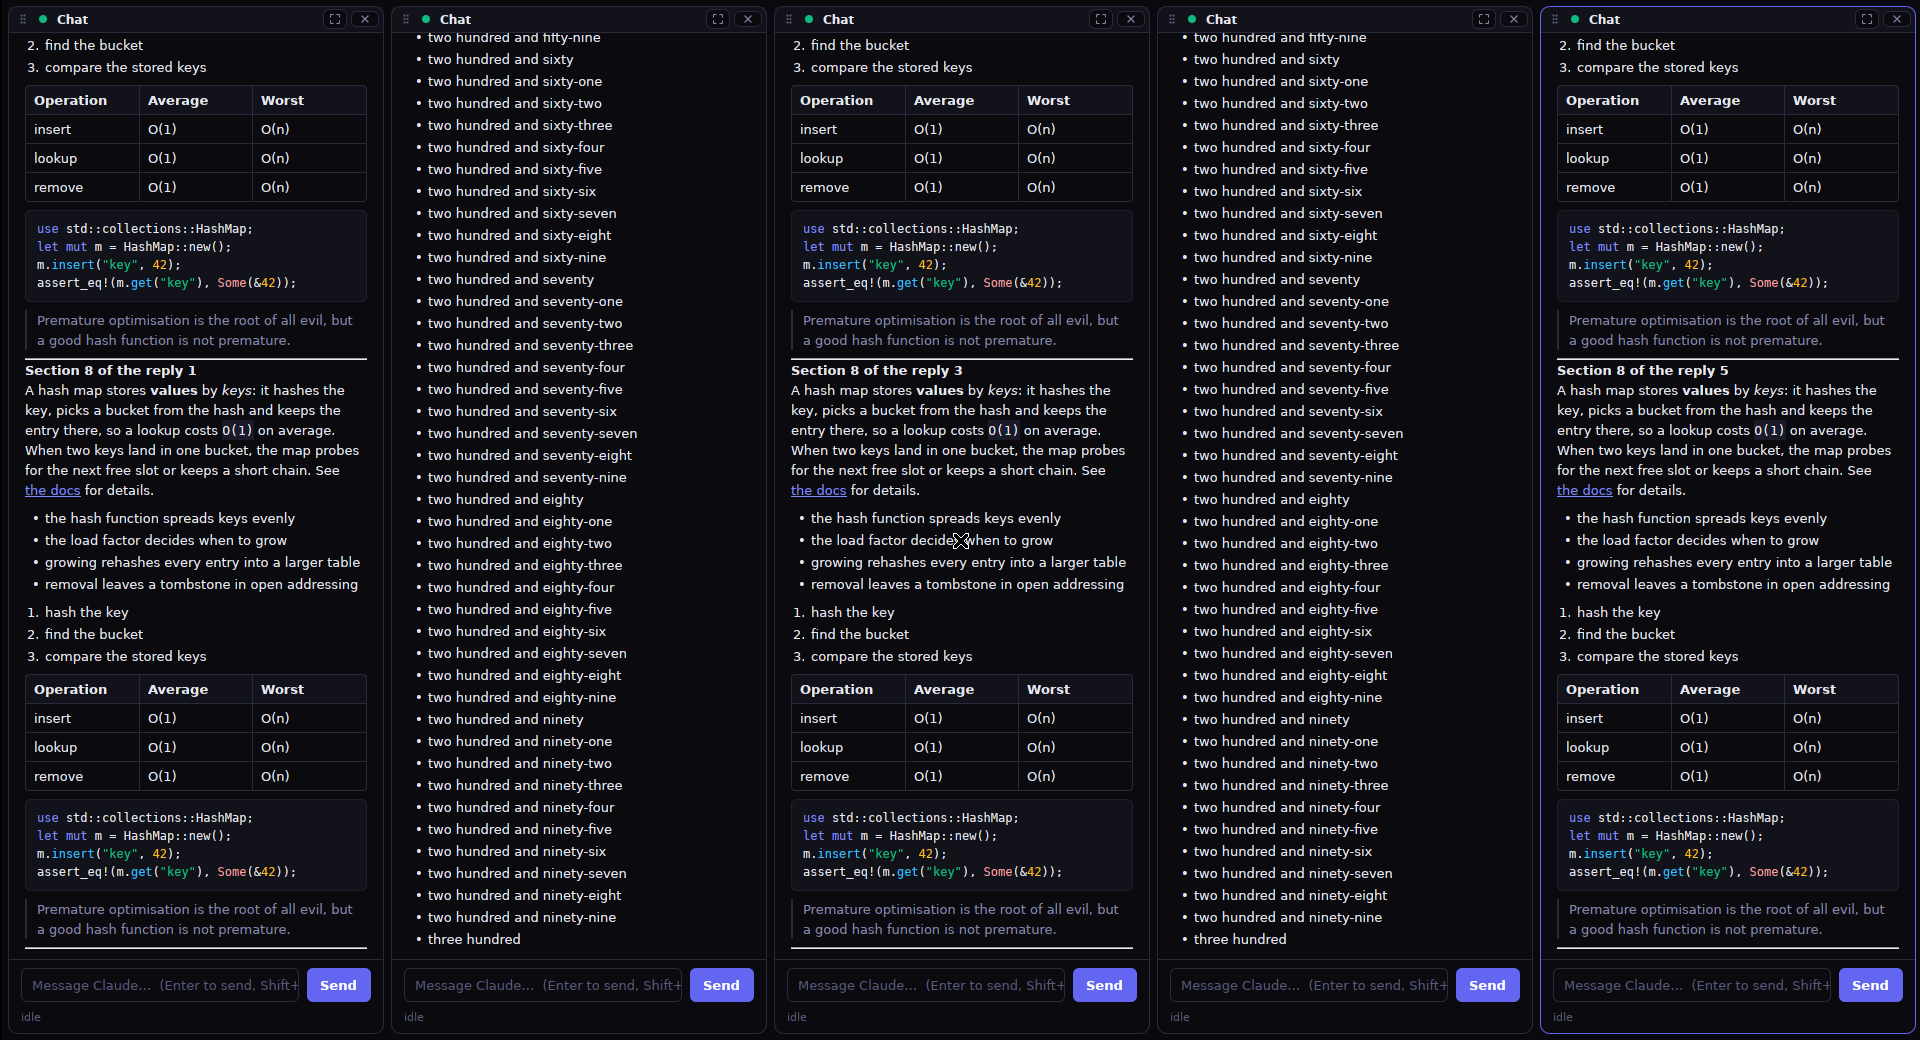 Chat
2. find the bucket
3. compare the stored keys
Operation Average Worst
insert O(1) O(n)
lookup O(1) O(n)
remove O(1) O(n)
use std::collections::HashMap;
let mut m = HashMap::new();
m.insert("key", 42);
assert_eq!(m.get("key"), Some(&42));
Premature optimisation is the root of all evil, but
a good hash function is not premature.
Section 8 of the reply 1
A hash map stores values by keys: it hashes the
key, picks a bucket from the hash and keeps the
entry there, so a lookup costs O(1) on average.
When two keys land in one bucket, the map probes
for the next free slot or keeps a short chain. See
the docs for details.
• the hash function spreads keys evenly
• the load factor decides when to grow
• growing rehashes every entry into a larger table
• removal leaves a tombstone in open addressing
1. hash the key
2. find the bucket
3. compare the stored keys
Operation Average Worst
insert O(1) O(n)
lookup O(1) O(n)
remove O(1) O(n)
use std::collections::HashMap;
let mut m = HashMap::new();
m.insert("key", 42);
assert_eq!(m.get("key"), Some(&42));
Premature optimisation is the root of all evil, but
a good hash function is not premature.
Message Claude... (Enter to send, Shift+
Send
idle
Chat
• two hundred and fifty-nine
• two hundred and sixty
• two hundred and sixty-one
• two hundred and sixty-two
• two hundred and sixty-three
• two hundred and sixty-four
• two hundred and sixty-five
• two hundred and sixty-six
• two hundred and sixty-seven
• two hundred and sixty-eight
• two hundred and sixty-nine
• two hundred and seventy
• two hundred and seventy-one
• two hundred and seventy-two
• two hundred and seventy-three
• two hundred and seventy-four
• two hundred and seventy-five
• two hundred and seventy-six
• two hundred and seventy-seven
• two hundred and seventy-eight
• two hundred and seventy-nine
• two hundred and eighty
• two hundred and eighty-one
• two hundred and eighty-two
• two hundred and eighty-three
• two hundred and eighty-four
• two hundred and eighty-five
• two hundred and eighty-six
• two hundred and eighty-seven
• two hundred and eighty-eight
• two hundred and eighty-nine
• two hundred and ninety
• two hundred and ninety-one
• two hundred and ninety-two
• two hundred and ninety-three
• two hundred and ninety-four
• two hundred and ninety-five
• two hundred and ninety-six
• two hundred and ninety-seven
• two hundred and ninety-eight
• two hundred and ninety-nine
• three hundred
Message Claude... (Enter to send, Shift+
Send
idle
Chat
2. find the bucket
3. compare the stored keys
Operation Average Worst
insert O(1) O(n)
lookup O(1) O(n)
remove O(1) O(n)
use std::collections::HashMap;
let mut m = HashMap::new();
m.insert("key", 42);
assert_eq!(m.get("key"), Some(&42));
Premature optimisation is the root of all evil, but
a good hash function is not premature.
Section 8 of the reply 3
A hash map stores values by keys: it hashes the
key, picks a bucket from the hash and keeps the
entry there, so a lookup costs O(1) on average.
When two keys land in one bucket, the map probes
for the next free slot or keeps a short chain. See
the docs for details.
• the hash function spreads keys evenly
• the load factor decides when to grow
• growing rehashes every entry into a larger table
• removal leaves a tombstone in open addressing
1. hash the key
2. find the bucket
3. compare the stored keys
Operation Average Worst
insert O(1) O(n)
lookup O(1) O(n)
remove O(1) O(n)
use std::collections::HashMap;
let mut m = HashMap::new();
m.insert("key", 42);
assert_eq!(m.get("key"), Some(&42));
Premature optimisation is the root of all evil, but
a good hash function is not premature.
Message Claude... (Enter to send, Shift+
Send
idle
Chat
• two hundred and fifty-nine
• two hundred and sixty
• two hundred and sixty-one
• two hundred and sixty-two
• two hundred and sixty-three
• two hundred and sixty-four
• two hundred and sixty-five
• two hundred and sixty-six
• two hundred and sixty-seven
• two hundred and sixty-eight
• two hundred and sixty-nine
• two hundred and seventy
• two hundred and seventy-one
• two hundred and seventy-two
• two hundred and seventy-three
• two hundred and seventy-four
• two hundred and seventy-five
• two hundred and seventy-six
• two hundred and seventy-seven
• two hundred and seventy-eight
• two hundred and seventy-nine
• two hundred and eighty
• two hundred and eighty-one
• two hundred and eighty-two
• two hundred and eighty-three
• two hundred and eighty-four
• two hundred and eighty-five
• two hundred and eighty-six
• two hundred and eighty-seven
• two hundred and eighty-eight
• two hundred and eighty-nine
• two hundred and ninety
• two hundred and ninety-one
• two hundred and ninety-two
• two hundred and ninety-three
• two hundred and ninety-four
• two hundred and ninety-five
• two hundred and ninety-six
• two hundred and ninety-seven
• two hundred and ninety-eight
• two hundred and ninety-nine
• three hundred
Message Claude... (Enter to send, Shift+
Send
idle
Chat
2. find the bucket
3. compare the stored keys
Operation Average Worst
insert O(1) O(n)
lookup O(1) O(n)
remove O(1) O(n)
use std::collections::HashMap;
let mut m = HashMap::new();
m.insert("key", 42);
assert_eq!(m.get("key"), Some(&42));
Premature optimisation is the root of all evil, but
a good hash function is not premature.
Section 8 of the reply 5
A hash map stores values by keys: it hashes the
key, picks a bucket from the hash and keeps the
entry there, so a lookup costs O(1) on average.
When two keys land in one bucket, the map probes
for the next free slot or keeps a short chain. See
the docs for details.
• the hash function spreads keys evenly
• the load factor decides when to grow
• growing rehashes every entry into a larger table
• removal leaves a tombstone in open addressing
1. hash the key
2. find the bucket
3. compare the stored keys
Operation Average Worst
insert O(1) O(n)
lookup O(1) O(n)
remove O(1) O(n)
use std::collections::HashMap;
let mut m = HashMap::new();
m.insert("key", 42);
assert_eq!(m.get("key"), Some(&42));
Premature optimisation is the root of all evil, but
a good hash function is not premature.
Message Claude... (Enter to send, Shift+
Send
idle